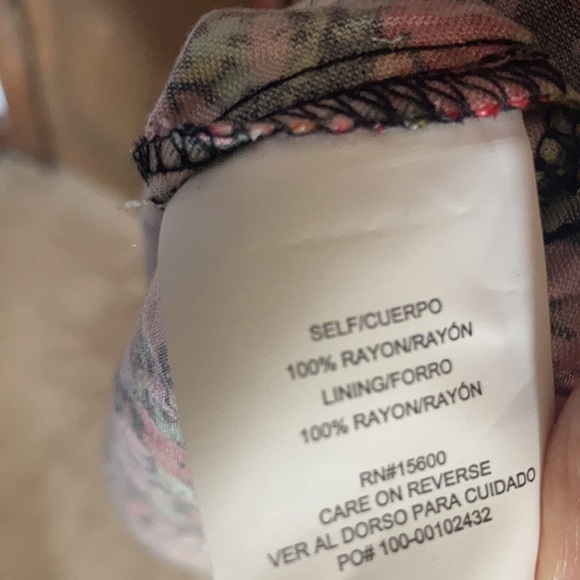 SELF/CUERPO
100% RAYON/RAYÓN
LINING/FORRO
100% RAYON/RAYÓN
RN#15600
CARE ON REVERSE
VER AL DORSO PARA CUIDADO
PO# 100-00102432